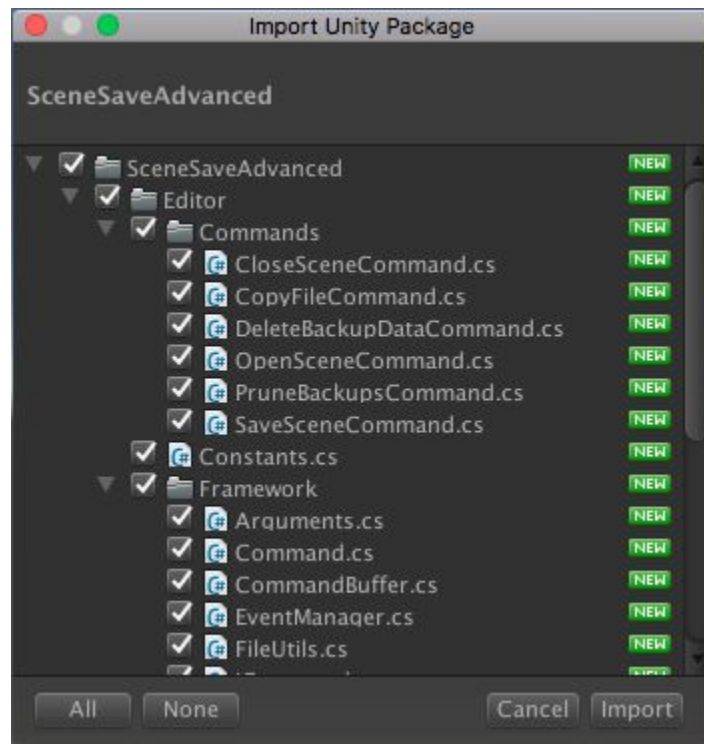 Import Unity Package
SceneSaveAdvanced
SceneSaveAdvanced NEW
Editor NEW
Commands NEW
CloseSceneCommand.cs NEW
CopyFileCommand.cs NEW
DeleteBackupDataCommand.cs NEW
OpenSceneCommand.cs NEW
PruneBackupsCommand.cs NEW
SaveSceneCommand.cs NEW
Constants.cs NEW
Framework NEW
Arguments.cs NEW
Command.cs NEW
CommandBuffer.cs NEW
EventManager.cs NEW
FileUtils.cs NEW
All None Cancel Import